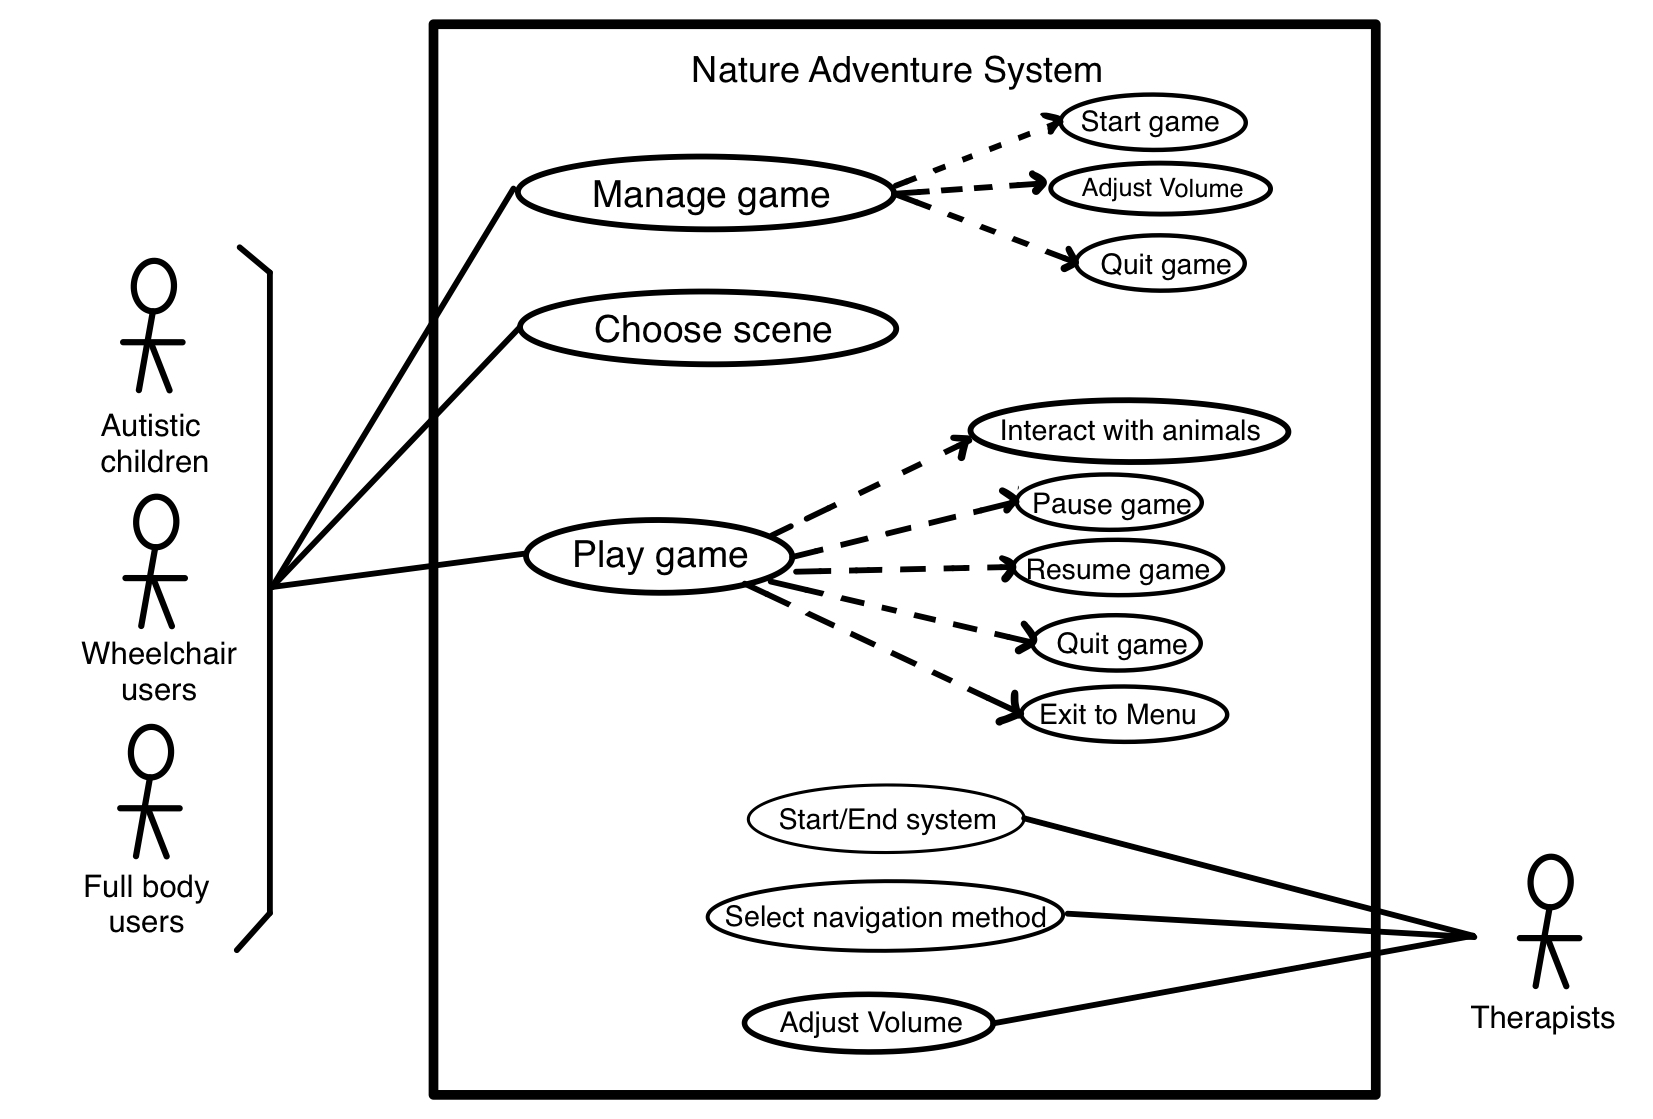 Nature Adventure System
Start game
Manage game
Adjust Volume
Quit game
Choose scene
Autistic
children
Interact with animals
Pause game
Play game
Resume game
Quit game
Wheelchair
users
Exit to Menu
Start/End system
Full body
users
Select navigation method
Adjust Volume
Therapists